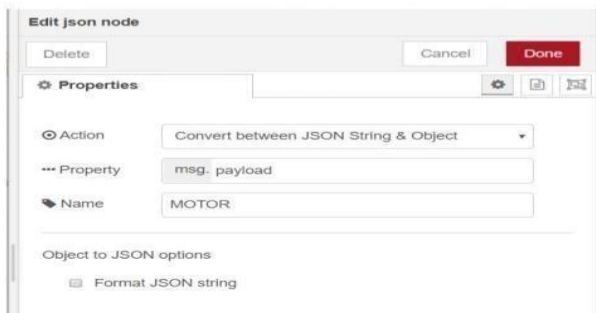 Edit json node
Delete Cancel Done
Properties
Action Convert between JSON String & Object
Property msg. payload
Name MOTOR
Object to JSON options
Format JSON string